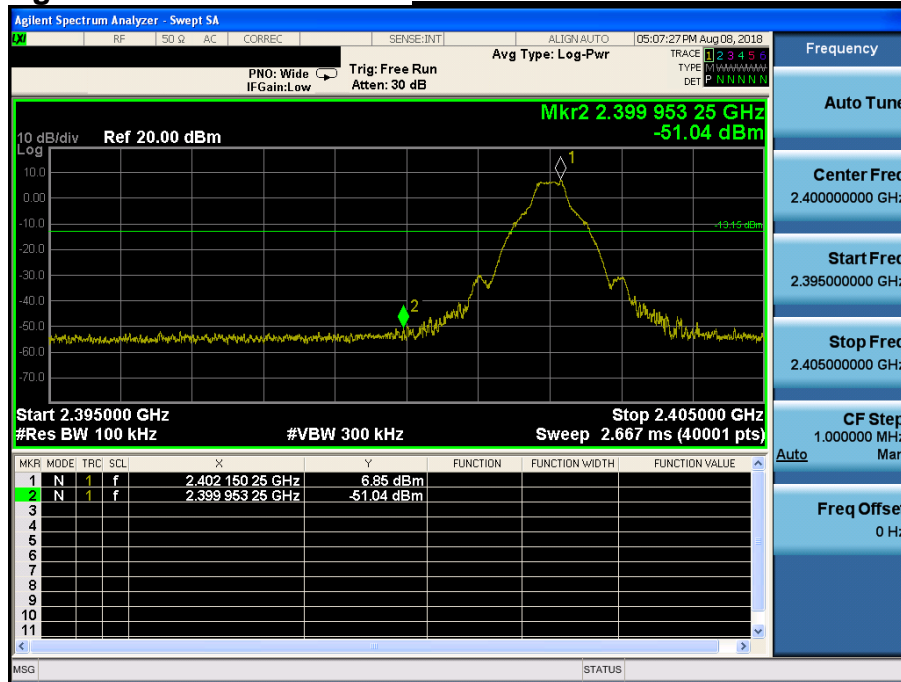 Agilent Spectrum Analyzer - Swept SA
LXI RF 50 Ω AC CORREC SENSE:INT ALIGN AUTO 05:07:27 PM Aug 08, 2018
Frequency
Avg Type: Log-Pwr
TRACE 1 2 3 4 5 6
TYPE M WWWWW
DET P N N N N N
PNO: Wide
IFGain:Low
Trig: Free Run
Atten: 30 dB
Auto Tune
Mkr2 2.399 953 25 GHz
-51.04 dBm
10 dB/div Ref 20.00 dBm
Log
10.0
0.00
-10.0
-20.0
-30.0
-40.0
-50.0
-60.0
-70.0
1
-13.15 dBm
2
Center Freq
2.400000000 GHz
Start Freq
2.395000000 GHz
Stop Freq
2.405000000 GHz
Start 2.395000 GHz Stop 2.405000 GHz
#Res BW 100 kHz #VBW 300 kHz Sweep 2.667 ms (40001 pts)
CF Step
1.000000 MHz
Auto Man
MKR MODE TRC SCL X Y FUNCTION FUNCTION WIDTH FUNCTION VALUE
1 N 1 f 2.402 150 25 GHz 6.85 dBm
2 N 1 f 2.399 953 25 GHz -51.04 dBm
3
4
5
6
7
8
9
10
11
Freq Offset
0 Hz
MSG STATUS